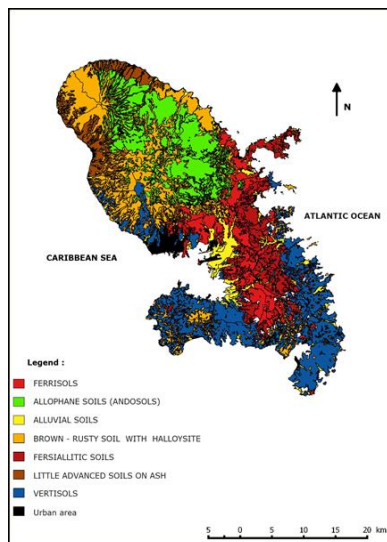 N
ATLANTIC OCEAN
CARIBBEAN SEA
Legend :
FERRISOLS
ALLOPHANE SOILS (ANDOSOLS)
ALLUVIAL SOILS
BROWN - RUSTY SOIL WITH HALLOYSITE
FERSIALLITIC SOILS
LITTLE ADVANCED SOILS ON ASH
VERTISOLS
Urban area
5 0 5 10 15 20 km